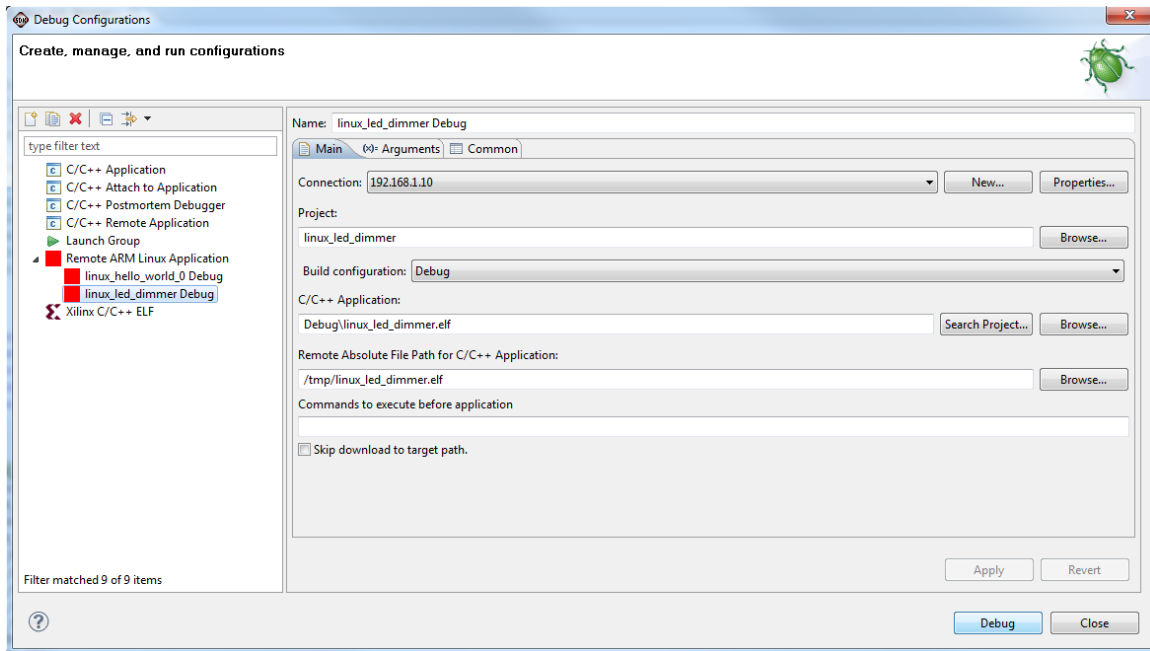 Debug Configurations
Create, manage, and run configurations
type filter text
C/C++ Application
C/C++ Attach to Application
C/C++ Postmortem Debugger
C/C++ Remote Application
Launch Group
Remote ARM Linux Application
linux_hello_world_0 Debug
linux_led_dimmer Debug
Xilinx C/C++ ELF
Filter matched 9 of 9 items
Name: linux_led_dimmer Debug
Main (x)= Arguments Common
Connection: 192.168.1.10 New... Properties...
Project:
linux_led_dimmer Browse...
Build configuration: Debug
C/C++ Application:
Debug\linux_led_dimmer.elf Search Project... Browse...
Remote Absolute File Path for C/C++ Application:
/tmp/linux_led_dimmer.elf Browse...
Commands to execute before application
Skip download to target path.
Apply Revert
? Debug Close